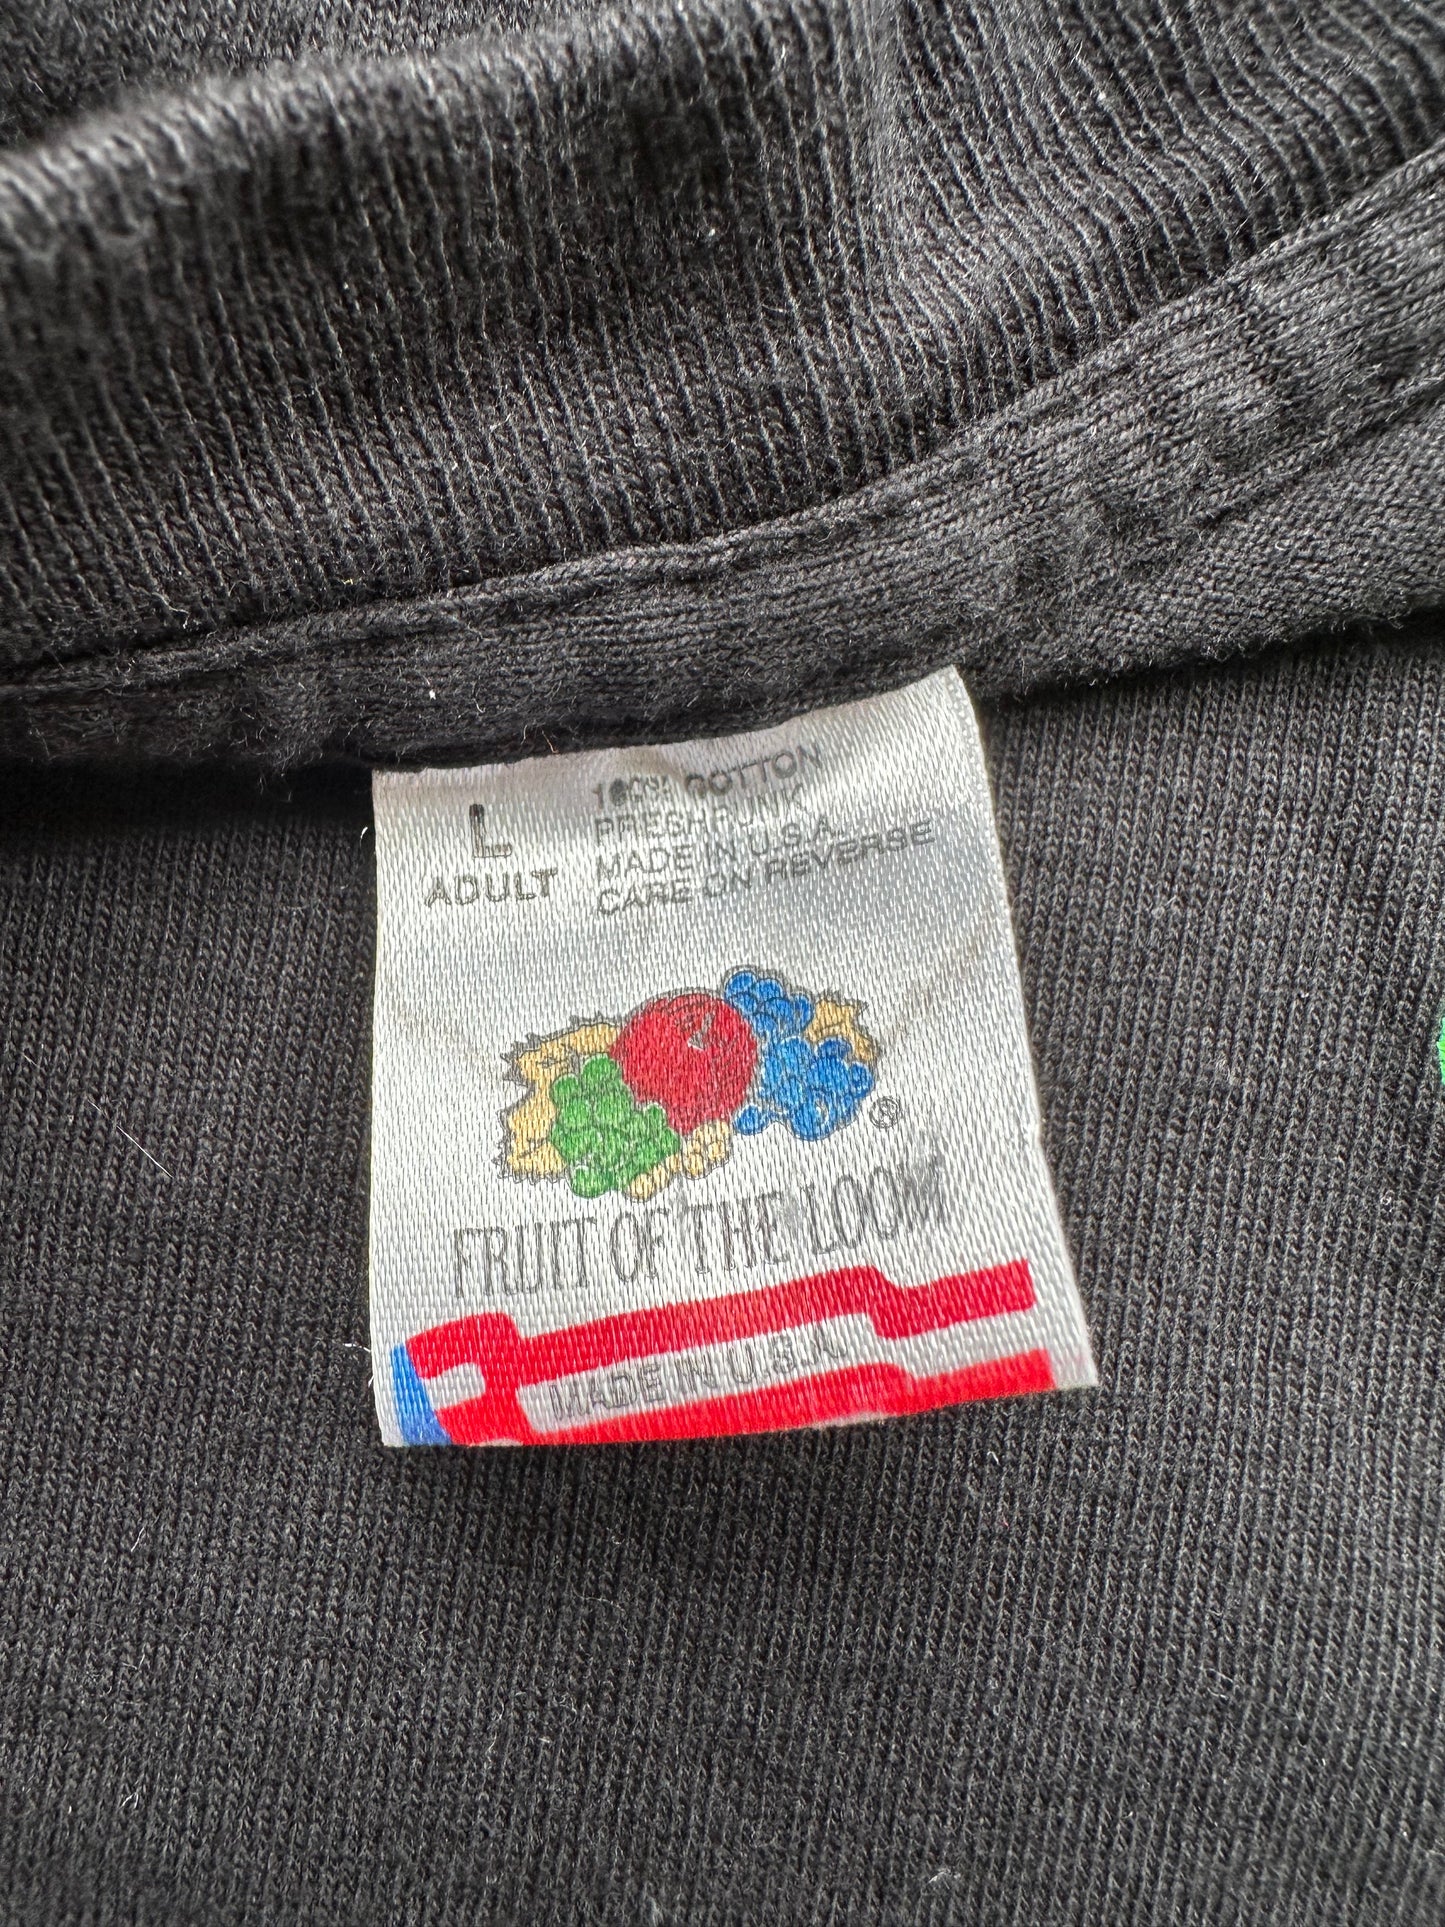 L
ADULT
100% COTTON
PRESHRUNK
MADE IN U.S.A.
CARE ON REVERSE
®
FRUIT OF THE LOOM
MADE IN U.S.A.